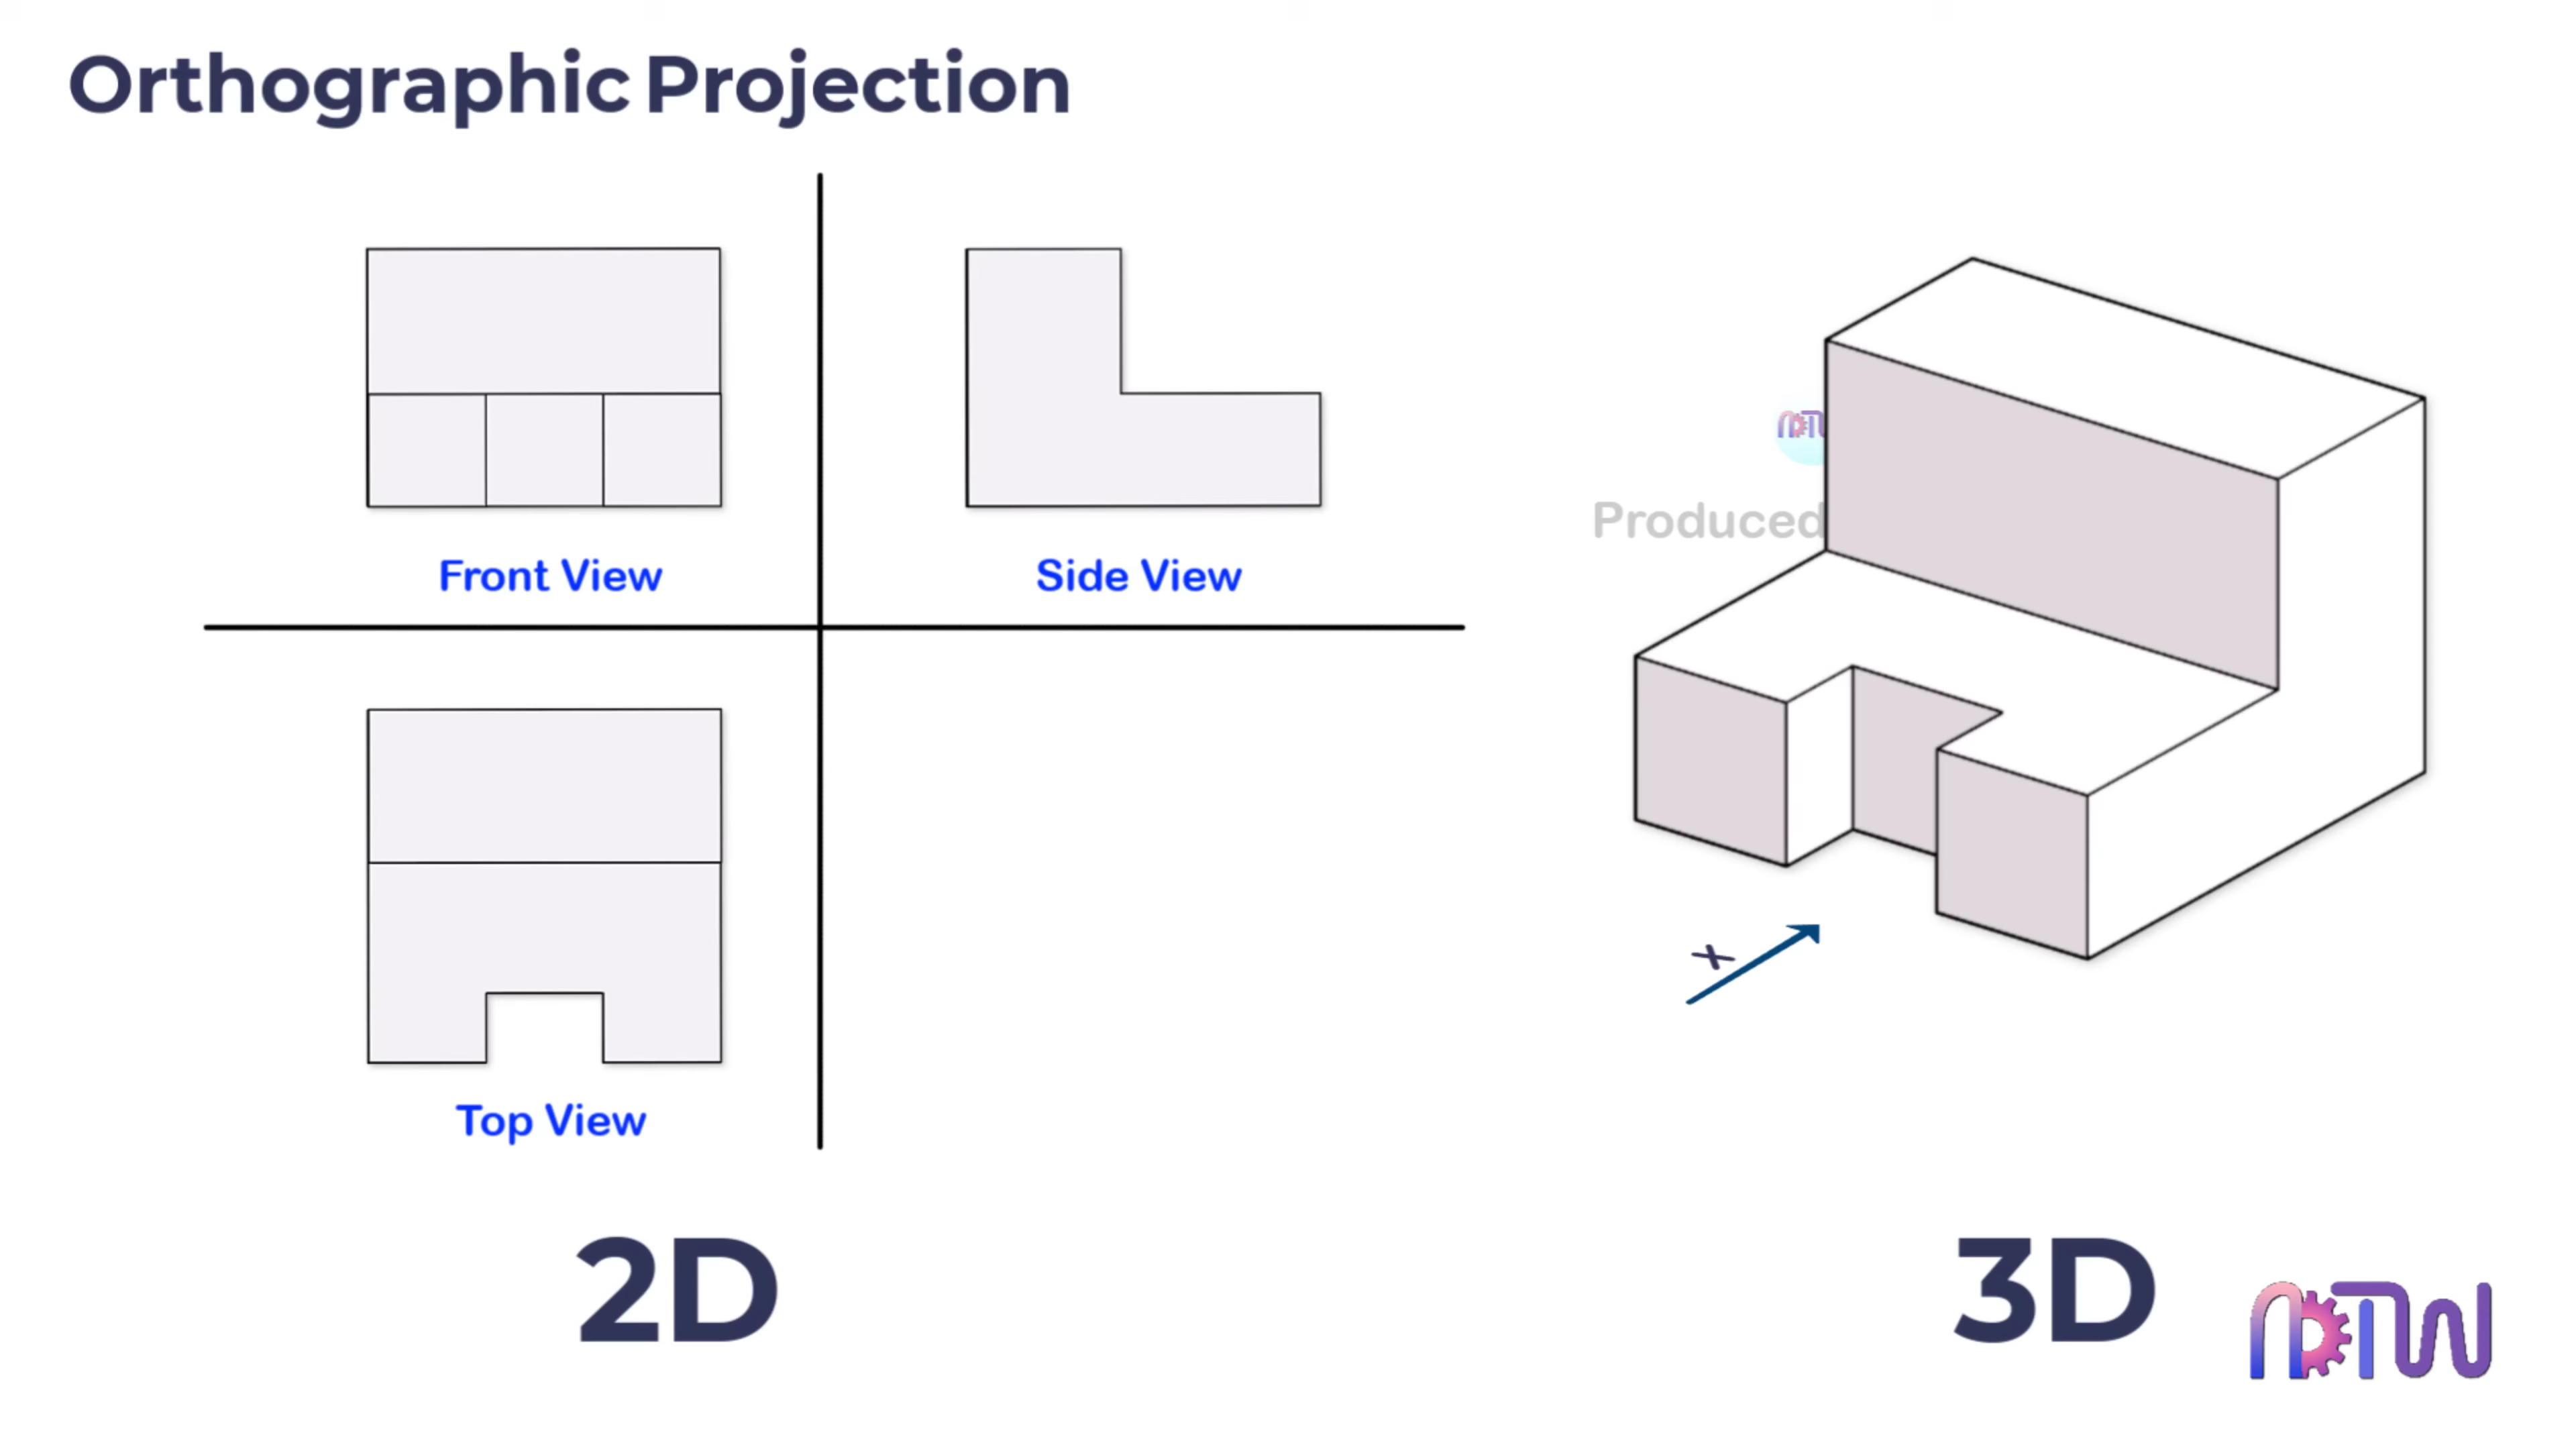 Orthographic Projection
Produced
Front View
Side View
X
Top View
2D
3D